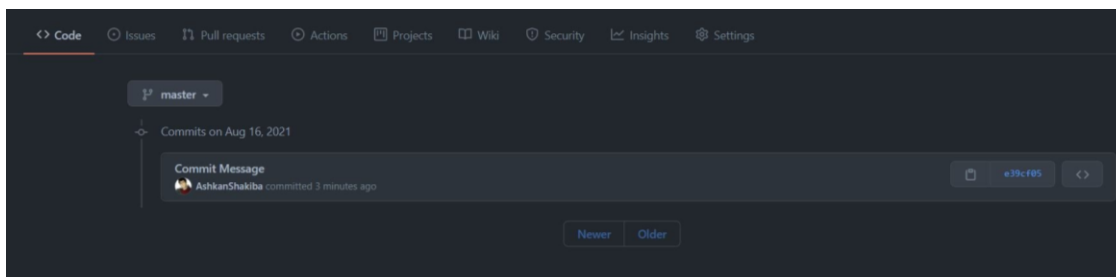 <> Code Issues Pull requests Actions Projects Wiki Security Insights Settings
master
Commits on Aug 16, 2021
Commit Message
AshkanShakiba committed 3 minutes ago
e39cf05 <>
Newer Older